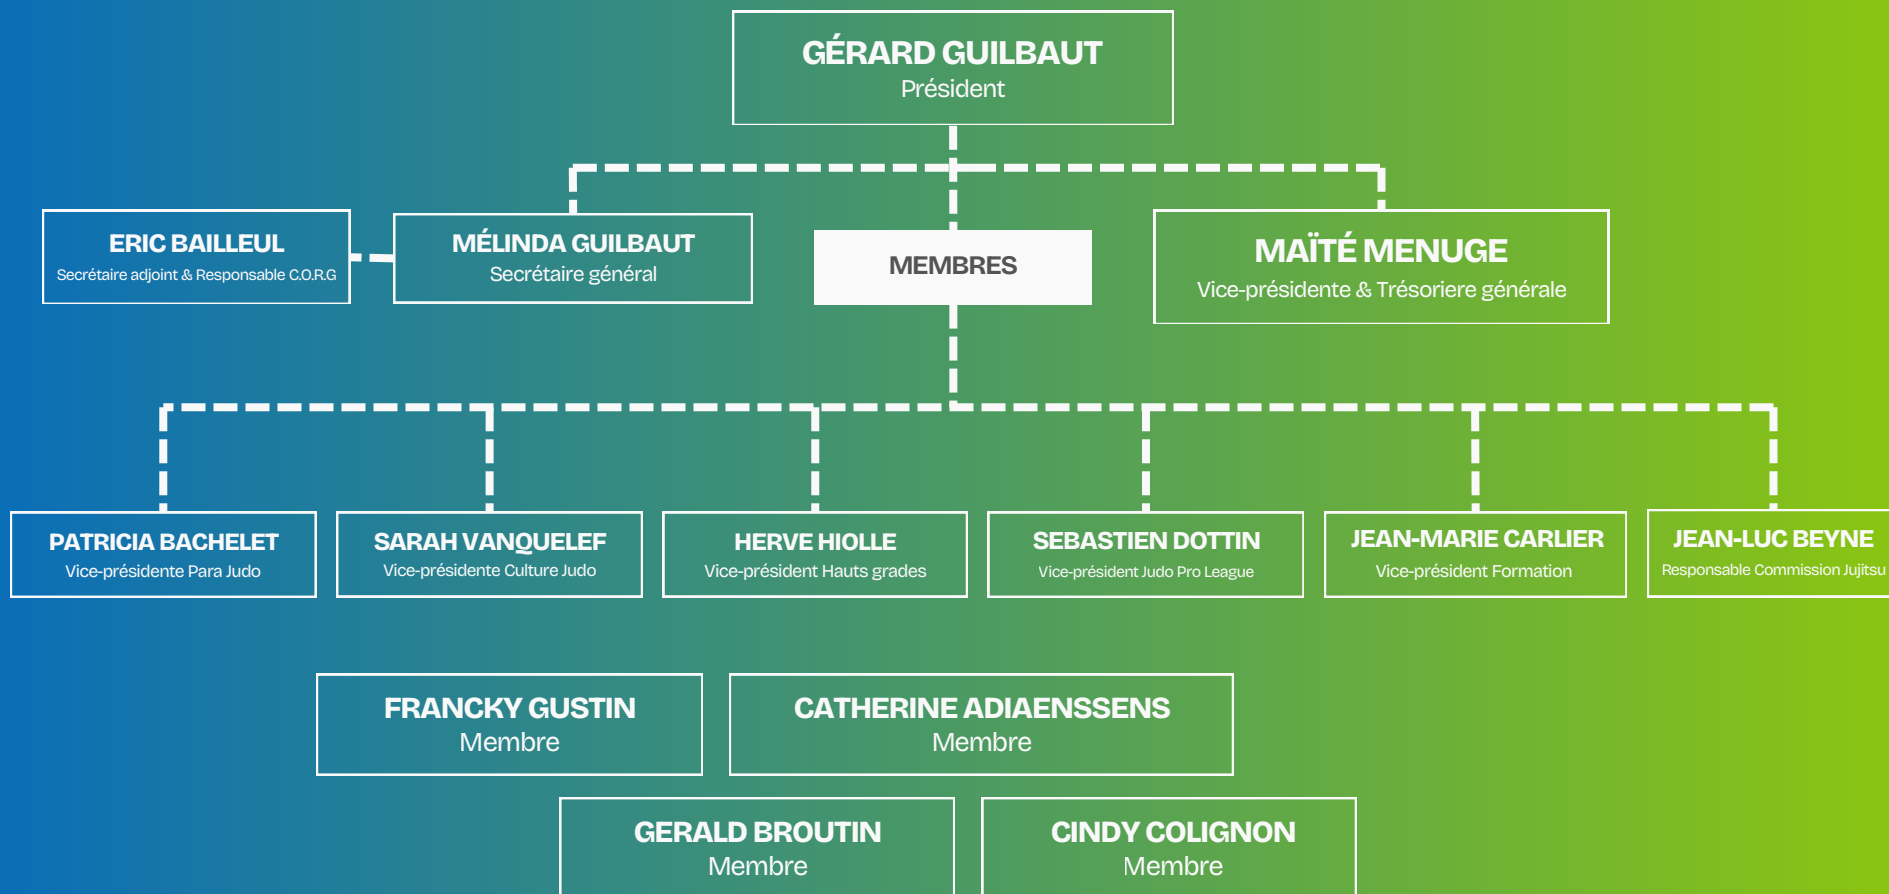 GÉRARD GUILBAUT
Président
ERIC BAILLEUL
Secrétaire adjoint & Responsable C.O.R.G
MÉLINDA GUILBAUT
Secrétaire général
MEMBRES
MAÏTÉ MENUGE
Vice-présidente & Trésoriere générale
PATRICIA BACHELET
Vice-présidente Para Judo
SARAH VANQUELEF
Vice-présidente Culture Judo
HERVE HIOLLE
Vice-président Hauts grades
SEBASTIEN DOTTIN
Vice-président Judo Pro League
JEAN-MARIE CARLIER
Vice-président Formation
JEAN-LUC BEYNE
Responsable Commission Jujitsu
FRANCKY GUSTIN
Membre
CATHERINE ADIAENSSENS
Membre
GERALD BROUTIN
Membre
CINDY COLIGNON
Membre